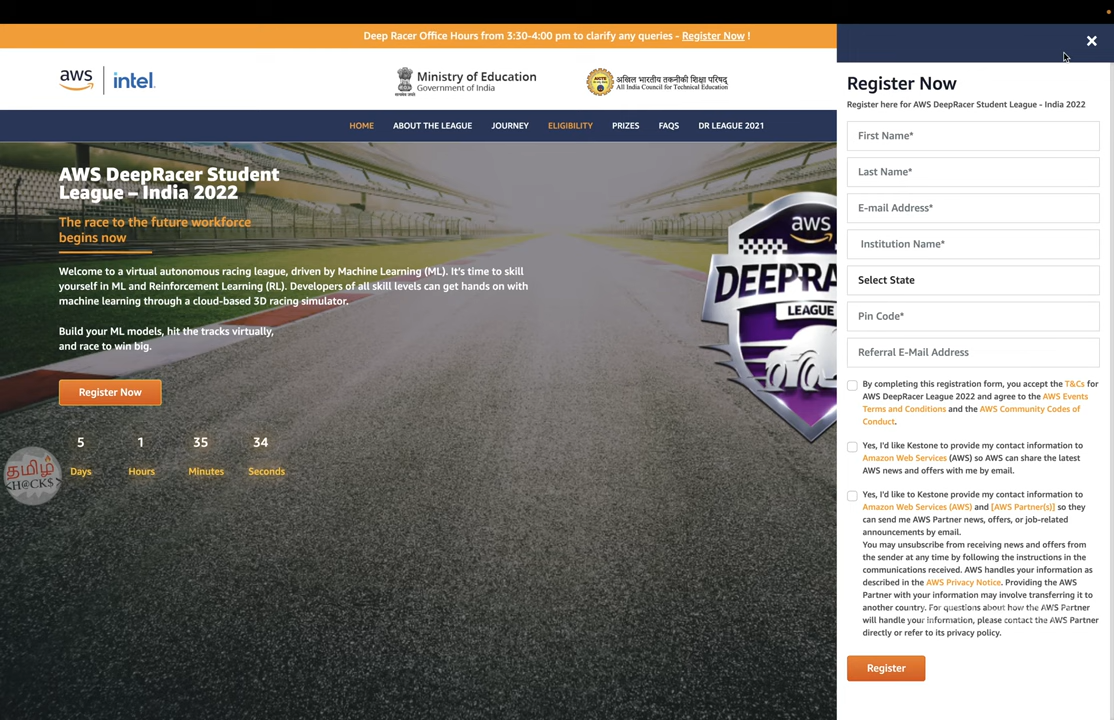 Deep Racer Office Hours from 3:30-4:00 pm to clarify any queries - Register Now !
aws
intel.
Ministry of Education
Government of India
अखिल भारतीय तकनीकी शिक्षा परिषद्
All India Council for Technical Education
HOME
ABOUT THE LEAGUE
JOURNEY
ELIGIBILITY
PRIZES
FAQS
DR LEAGUE 2021
AWS DeepRacer Student
League – India 2022
The race to the future workforce
begins now
Welcome to a virtual autonomous racing league, driven by Machine Learning (ML). It's time to skill
yourself in ML and Reinforcement Learning (RL). Developers of all skill levels can get hands on with
machine learning through a cloud-based 3D racing simulator.
Build your ML models, hit the tracks virtually,
and race to win big.
Register Now
5
1
35
34
Days
Hours
Minutes
Seconds
தமிழ்
<H@CK$>
aws
DEEPRA
LEAGUE
Register Now
Register here for AWS DeepRacer Student League - India 2022
First Name*
Last Name*
E-mail Address*
Institution Name*
Select State
Pin Code*
Referral E-Mail Address
By completing this registration form, you accept the T&Cs for
AWS DeepRacer League 2022 and agree to the AWS Events
Terms and Conditions and the AWS Community Codes of
Conduct.
Yes, I'd like Kestone to provide my contact information to
Amazon Web Services (AWS) so AWS can share the latest
AWS news and offers with me by email.
Yes, I'd like to Kestone provide my contact information to
Amazon Web Services (AWS) and [AWS Partner(s)] so they
can send me AWS Partner news, offers, or job-related
announcements by email.
You may unsubscribe from receiving news and offers from
the sender at any time by following the instructions in the
communications received. AWS handles your information as
described in the AWS Privacy Notice. Providing the AWS
Partner with your information may involve transferring it to
another country. For questions about how the AWS Partner
will handle your information, please contact the AWS Partner
directly or refer to its privacy policy.
Register